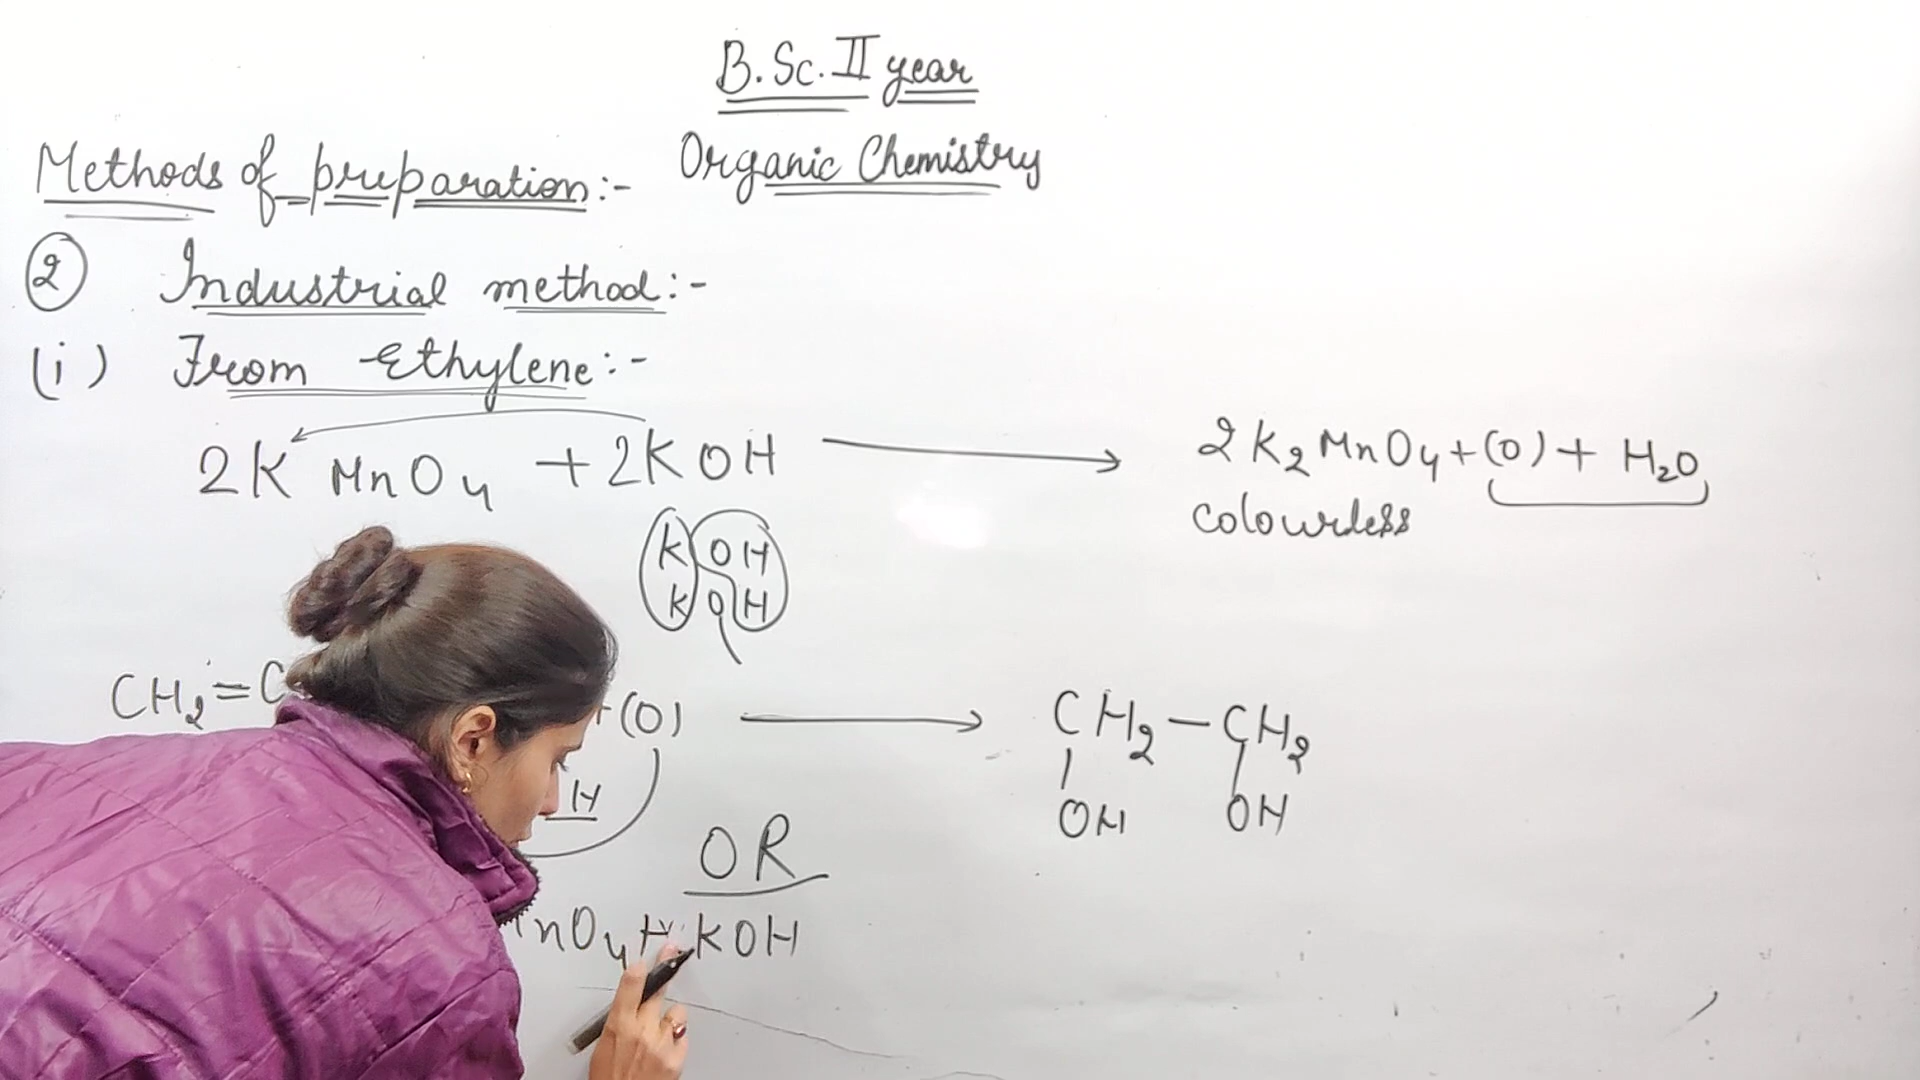 B.Sc. II year
Organic Chemistry
Methods of preparation:-
② Industrial method:-
(i) From Ethylene:-
2K MnO₄ + 2KOH ⟶ 2K₂MnO₄ + (O) + H₂O
colourless
K OH
K O H
CH₂=C +(O) ⟶ CH₂–CH₂
H
OH OH
OR
nO₄ + KOH